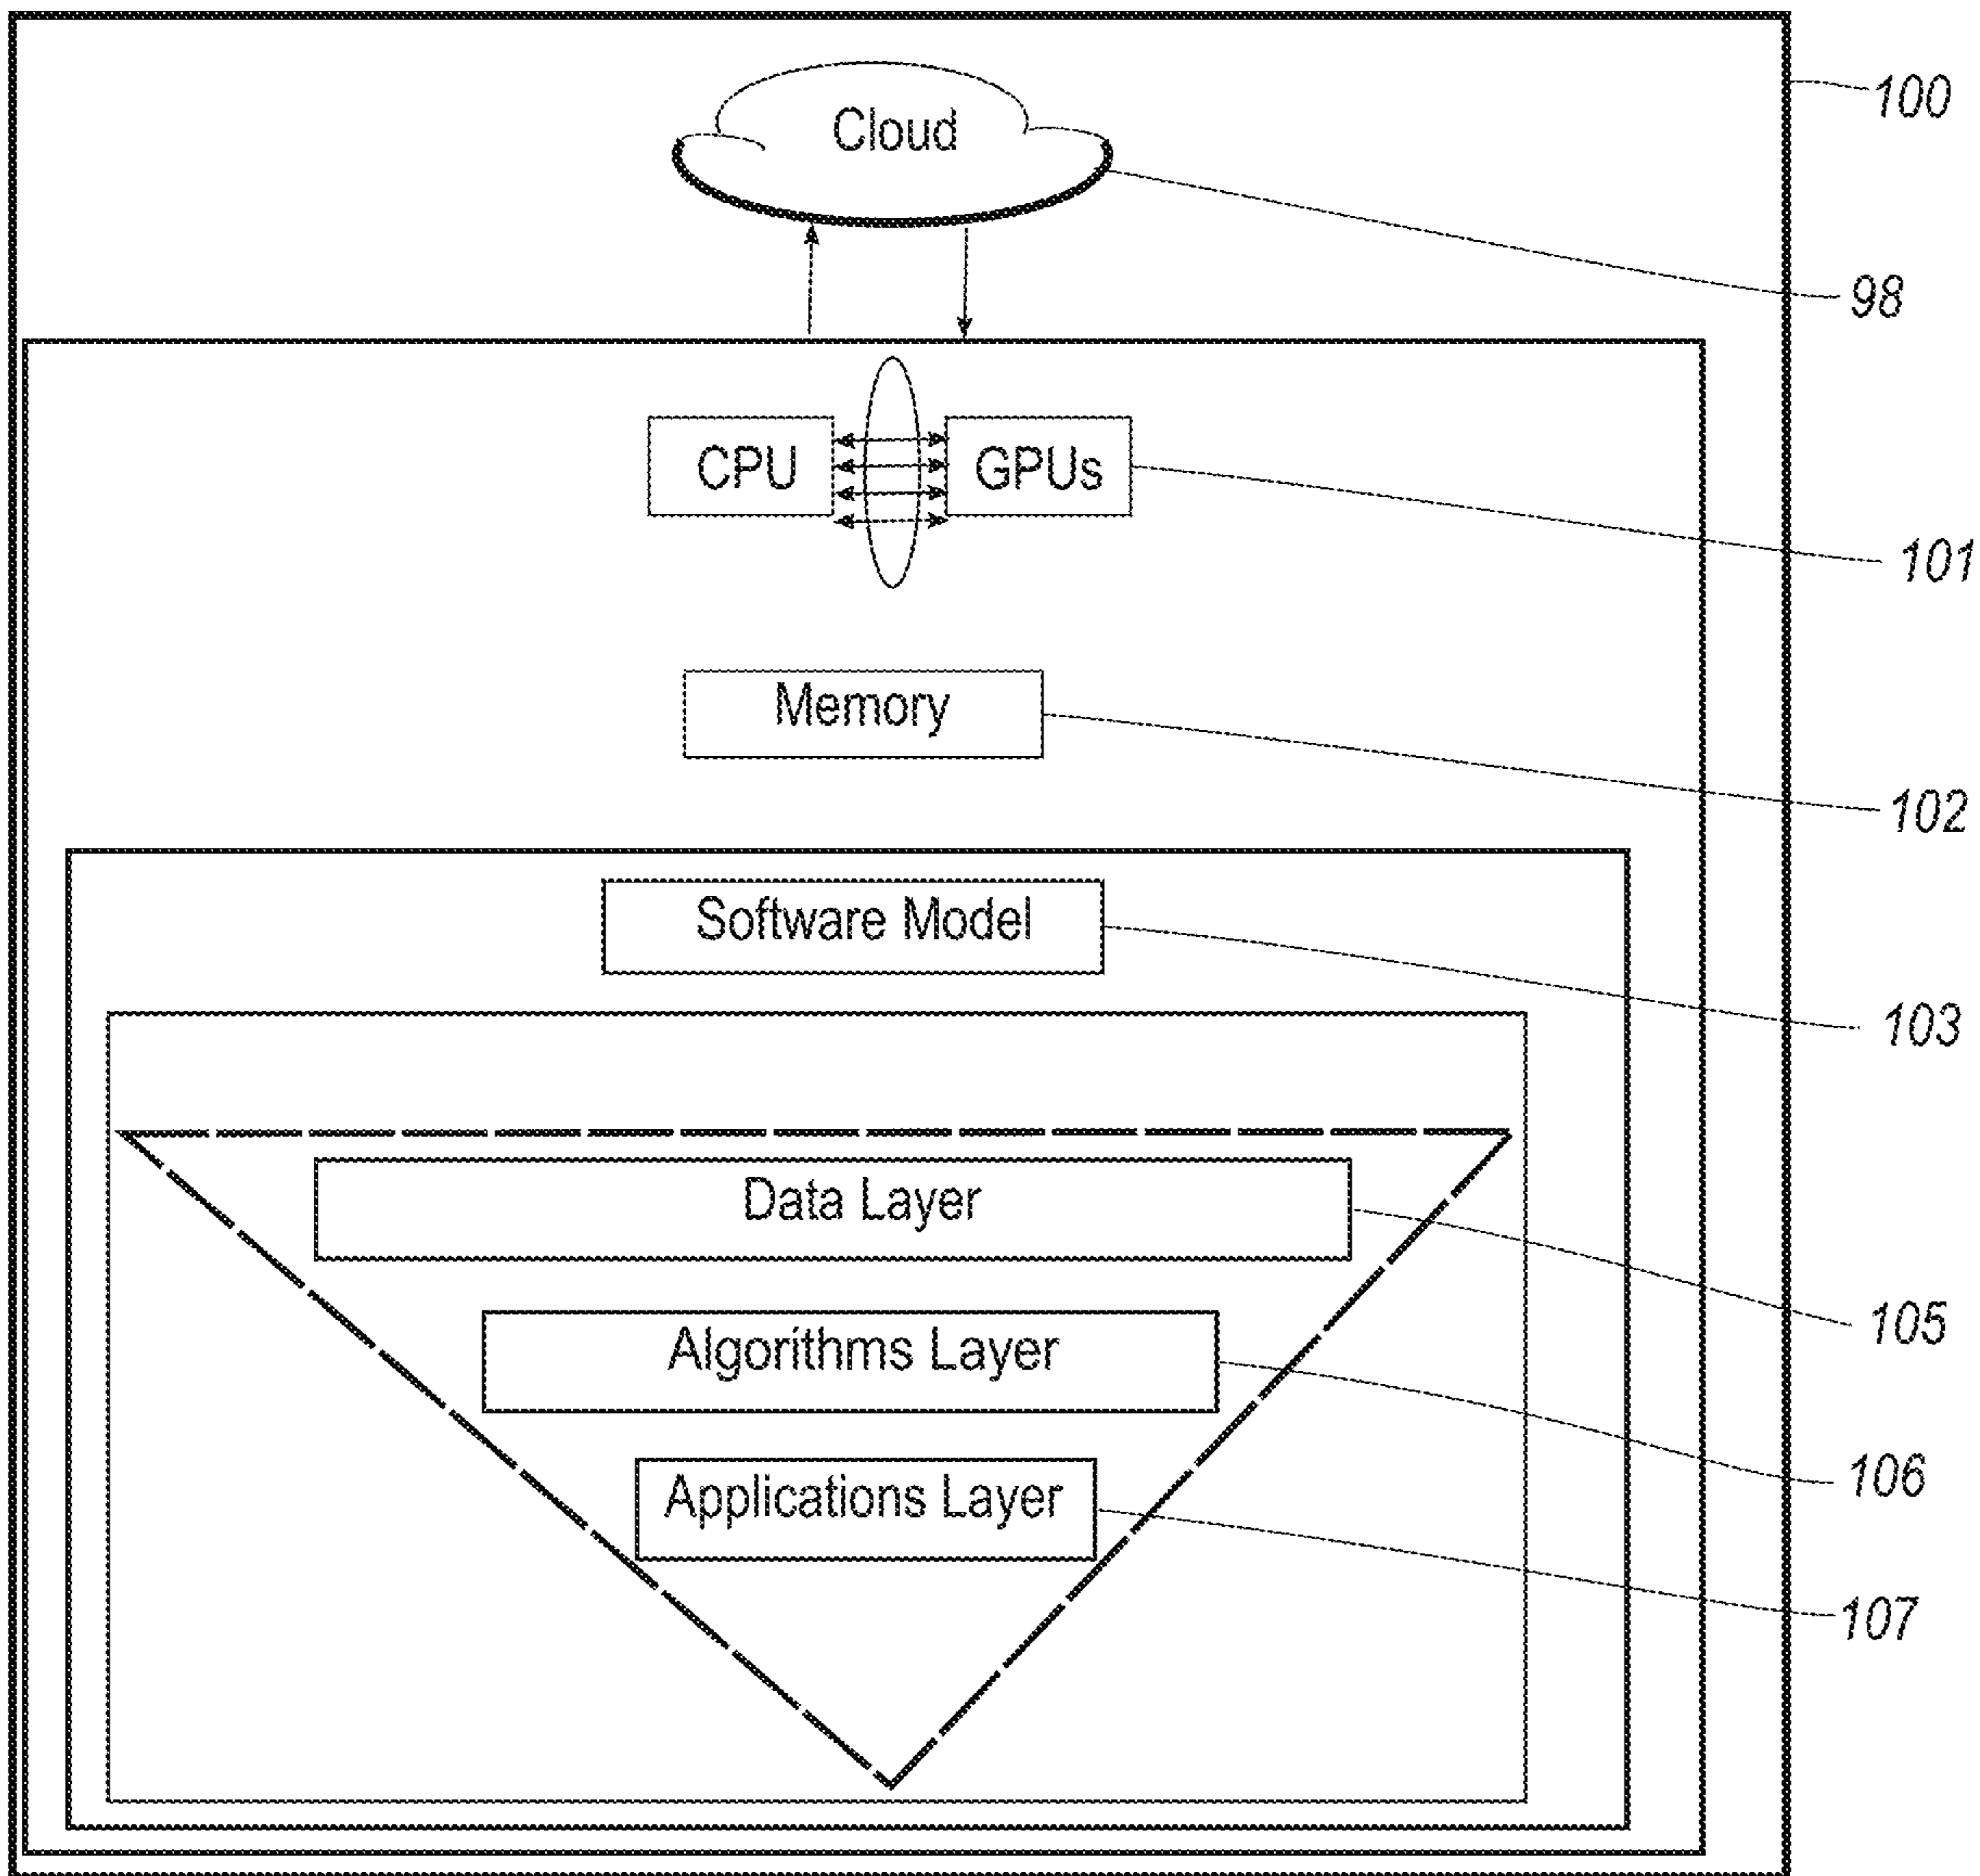 100
Cloud
98
CPU
GPUs
101
Memory
102
Software Model
103
Data Layer
105
Algorithms Layer
106
Applications Layer
107